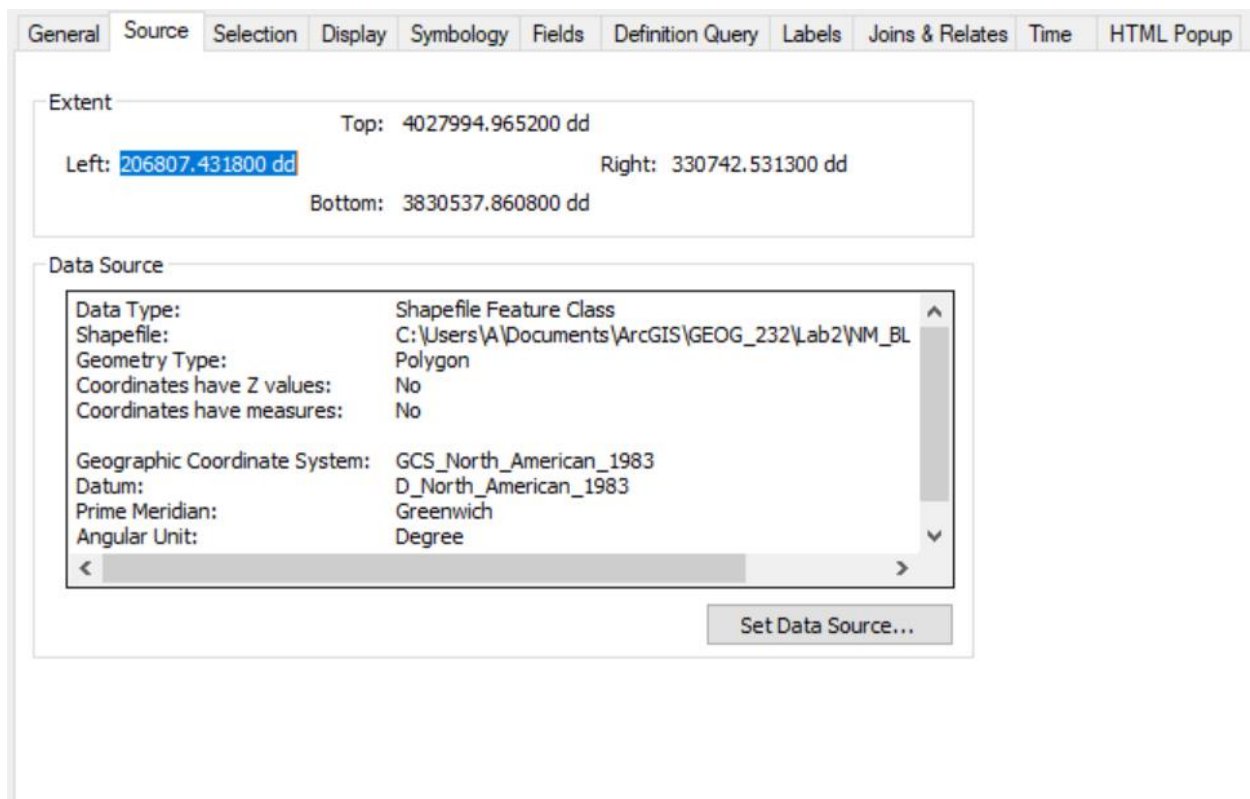 General Source Selection Display Symbology Fields Definition Query Labels Joins & Relates Time HTML Popup
Extent
Top: 4027994.965200 dd
Left: 206807.431800 dd Right: 330742.531300 dd
Bottom: 3830537.860800 dd
Data Source
Data Type: Shapefile Feature Class
Shapefile: C:\Users\A\Documents\ArcGIS\GEOG_232\Lab2\NM_BL
Geometry Type: Polygon
Coordinates have Z values: No
Coordinates have measures: No
Geographic Coordinate System: GCS_North_American_1983
Datum: D_North_American_1983
Prime Meridian: Greenwich
Angular Unit: Degree
Set Data Source...